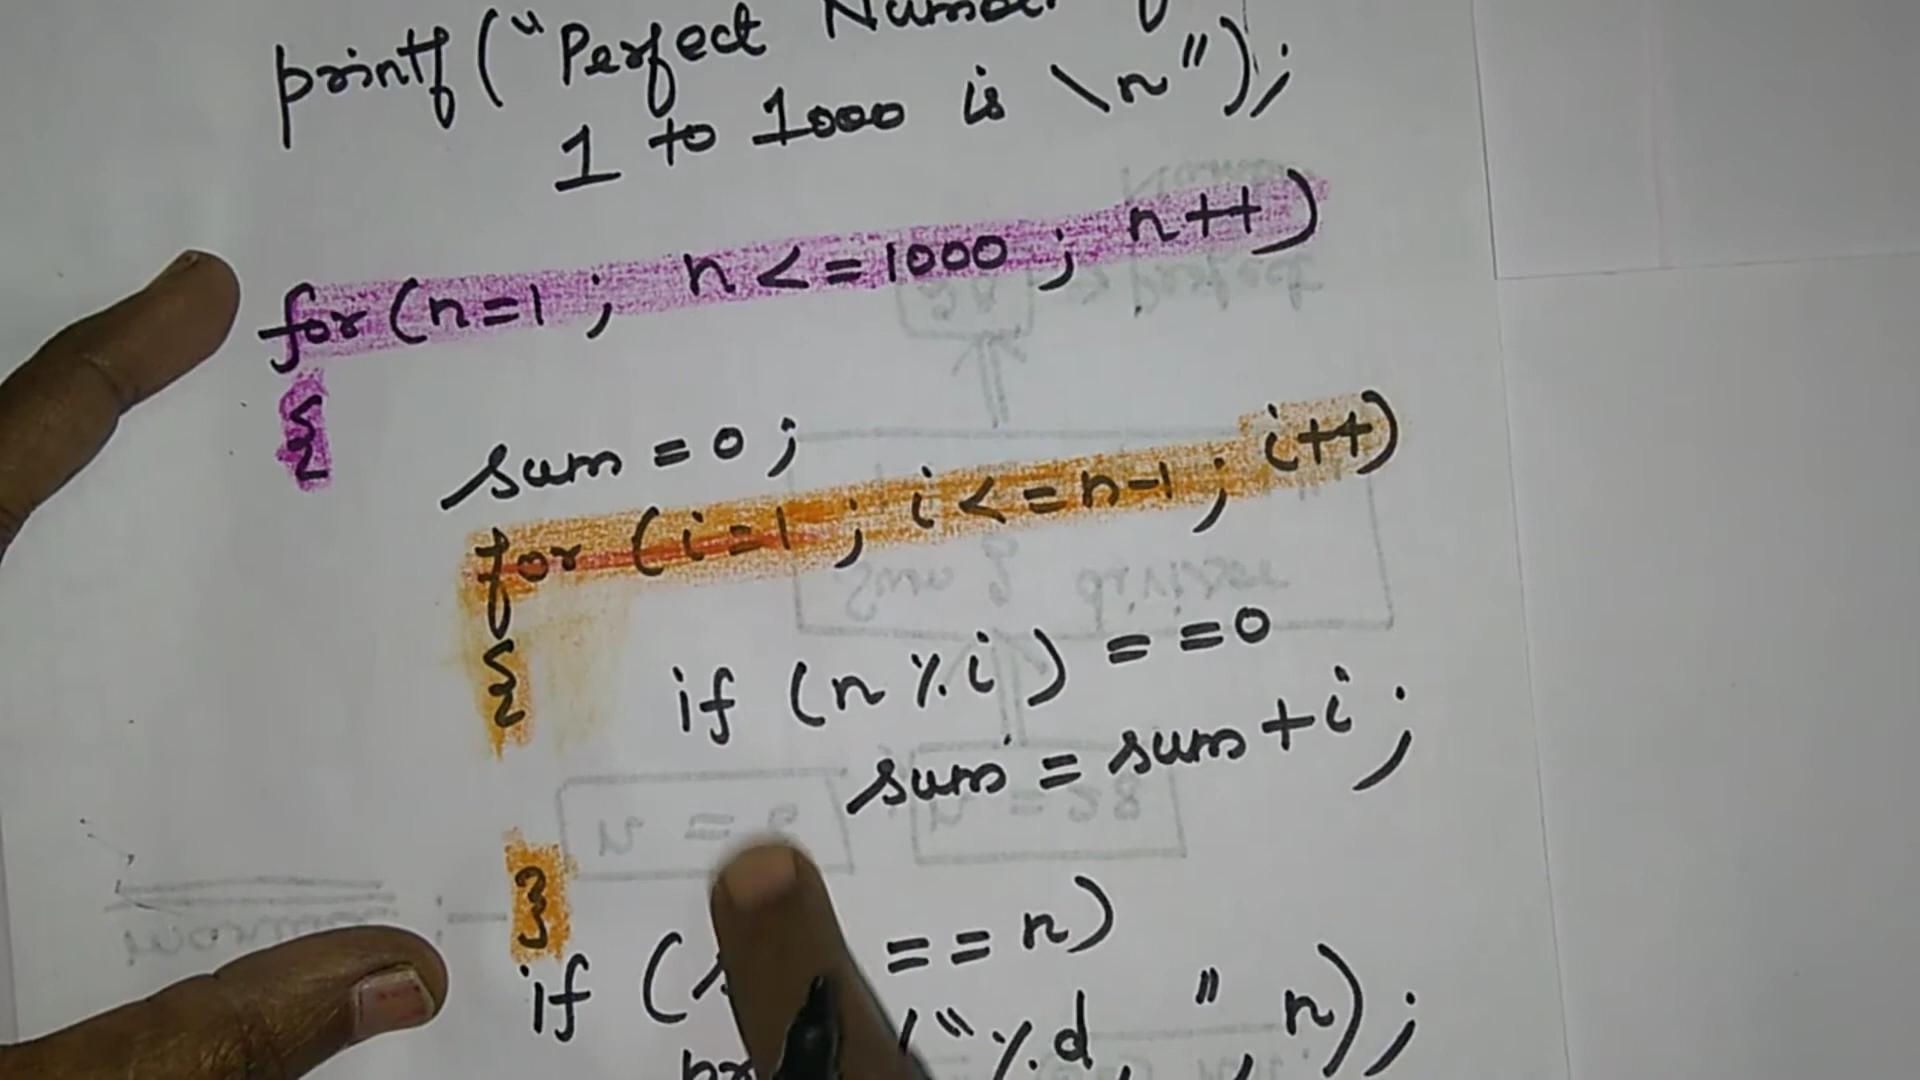 printf("Perfect Number
1 to 1000 is \n");
for(n=1; n<=1000; n++)
{
sum=0;
for (i=1; i<=n-1; i++)
{
if (n%i)==0
sum = sum+i;
}
if ( ==n)
("%d, ",n);